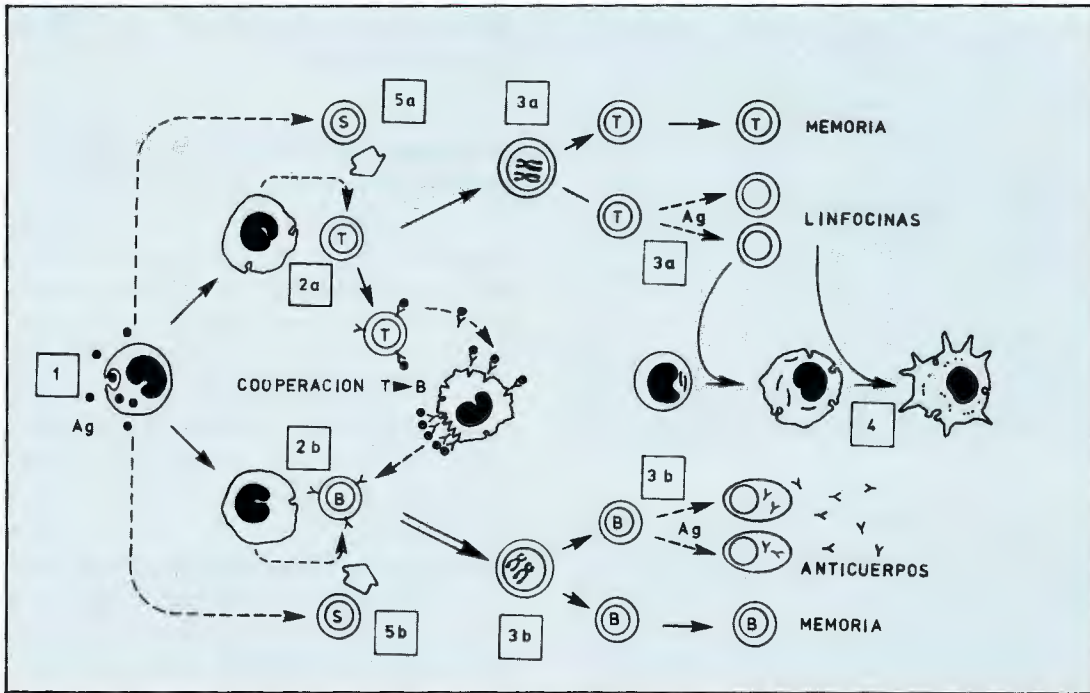 5a
3a
S
T
T
MEMORIA
T
T
Ag
LINFOCINAS
2a
3a
T
1
COOPERACION T►B
Ag
4
2b
3b
B
B
Ag
ANTICUERPOS
S
5b
3b
B
B
MEMORIA